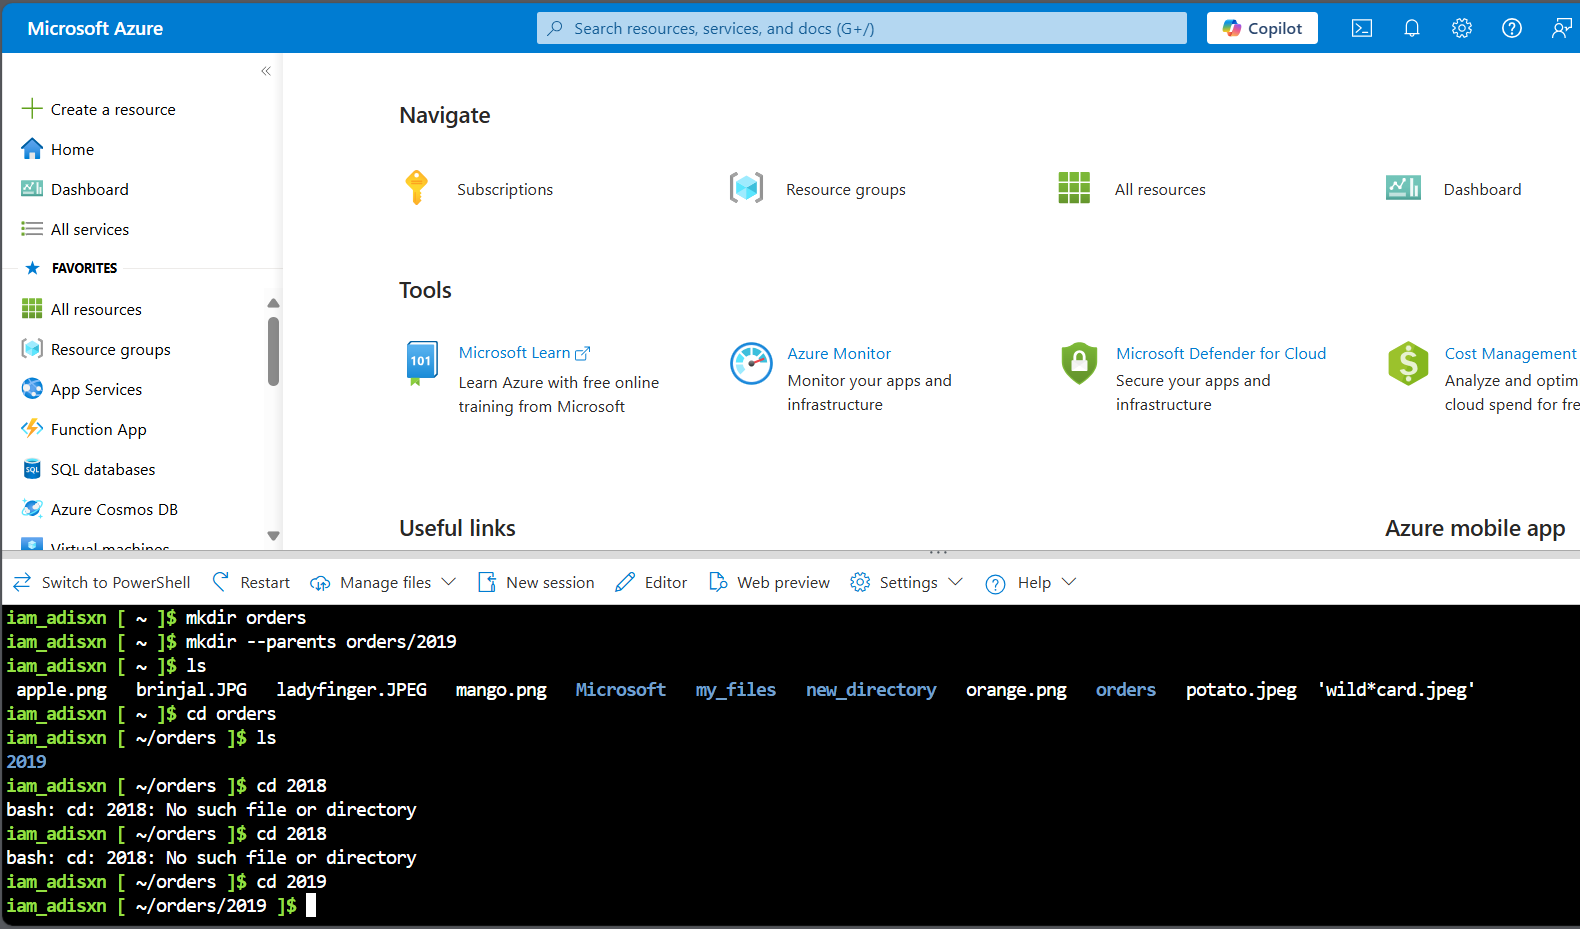 Microsoft Azure
Search resources, services, and docs (G+/)
Copilot
Create a resource
Home
Dashboard
All services
FAVORITES
All resources
Resource groups
App Services
Function App
SQL databases
Azure Cosmos DB
Virtual machines
Navigate
Subscriptions
Resource groups
All resources
Dashboard
Tools
101
Microsoft Learn
Learn Azure with free online
training from Microsoft
Azure Monitor
Monitor your apps and
infrastructure
Microsoft Defender for Cloud
Secure your apps and
infrastructure
Cost Management
Analyze and optim
cloud spend for fre
Useful links
Azure mobile app
Switch to PowerShell Restart Manage files New session Editor Web preview Settings Help
iam_adisxn [ ~ ]$ mkdir orders
iam_adisxn [ ~ ]$ mkdir --parents orders/2019
iam_adisxn [ ~ ]$ ls
apple.png brinjal.JPG ladyfinger.JPEG mango.png Microsoft my_files new_directory orange.png orders potato.jpeg 'wild*card.jpeg'
iam_adisxn [ ~ ]$ cd orders
iam_adisxn [ ~/orders ]$ ls
2019
iam_adisxn [ ~/orders ]$ cd 2018
bash: cd: 2018: No such file or directory
iam_adisxn [ ~/orders ]$ cd 2018
bash: cd: 2018: No such file or directory
iam_adisxn [ ~/orders ]$ cd 2019
iam_adisxn [ ~/orders/2019 ]$